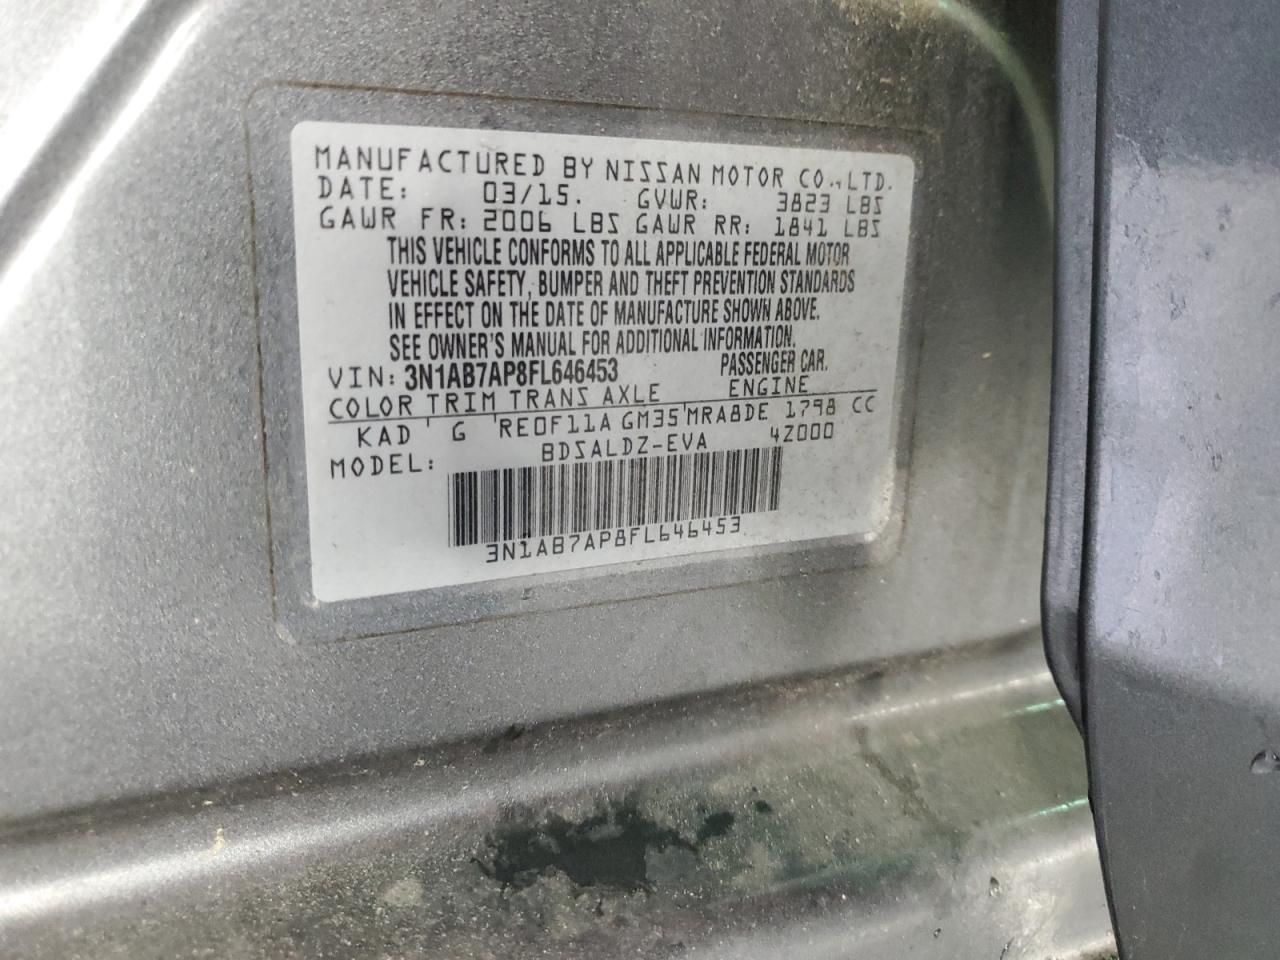 MANUFACTURED BY NISSAN MOTOR CO., LTD.
DATE: 03/15. GVWR: 3823 LBS
GAWR FR: 2006 LBS GAWR RR: 1841 LBS
THIS VEHICLE CONFORMS TO ALL APPLICABLE FEDERAL MOTOR
VEHICLE SAFETY, BUMPER AND THEFT PREVENTION STANDARDS
IN EFFECT ON THE DATE OF MANUFACTURE SHOWN ABOVE.
SEE OWNER'S MANUAL FOR ADDITIONAL INFORMATION.
VIN: 3N1AB7AP8FL646453 PASSENGER CAR.
COLOR TRIM TRANS AXLE ENGINE
KAD G RE0F11A GM35 MRA8DE 1798 CC
MODEL: BDSALDZ-EVA 4Z000
3N1AB7AP8FL646453